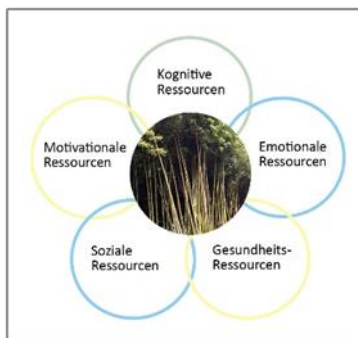 Kognitive
Ressourcen
Motivationale
Ressourcen
Emotionale
Ressourcen
Soziale
Ressourcen
Gesundheits-
Ressourcen